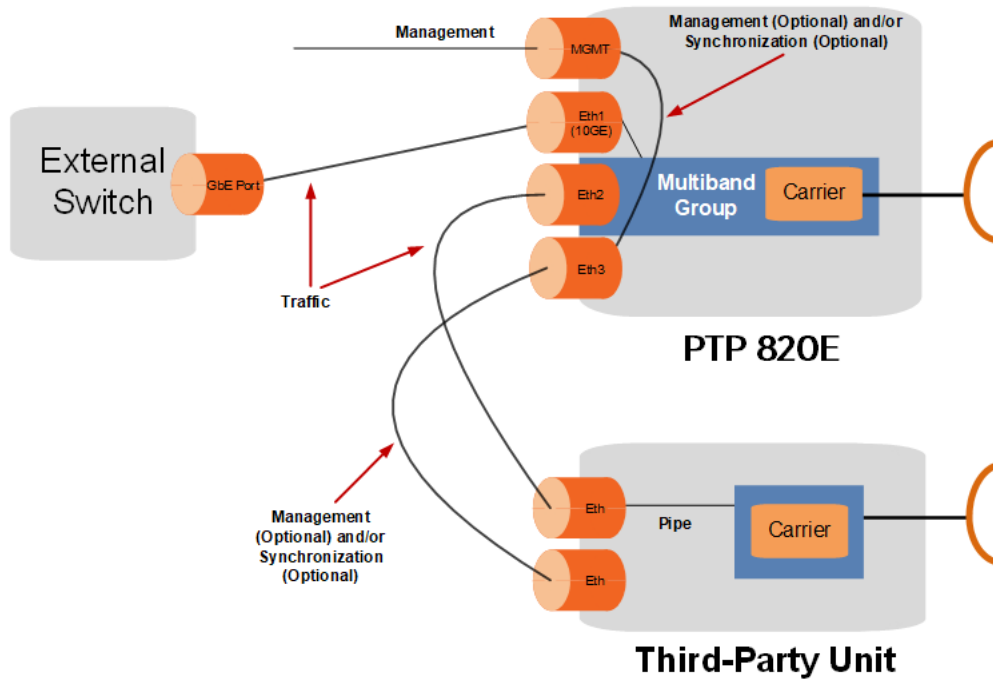 Management
MGMT
Management (Optional) and/or
Synchronization (Optional)
Eth1
(10GE)
External
Switch
GbE Port
Eth2
Multiband
Group
Carrier
Eth3
Traffic
PTP 820E
Management
(Optional) and/or
Synchronization
(Optional)
Eth
Pipe
Carrier
Eth
Third-Party Unit